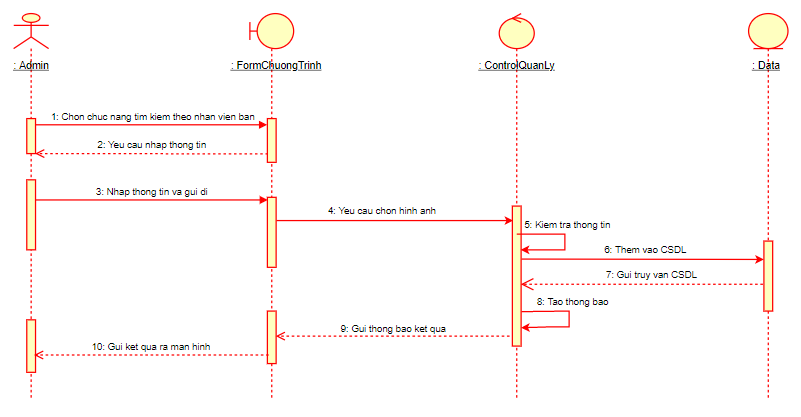 : Admin
: FormChuongTrinh
: ControlQuanLy
: Data
1: Chon chuc nang tim kiem theo nhan vien ban
2: Yeu cau nhap thong tin
3: Nhap thong tin va gui di
4: Yeu cau chon hinh anh
5: Kiem tra thong tin
6: Them vao CSDL
7: Gui truy van CSDL
8: Tao thong bao
9: Gui thong bao ket qua
10: Gui ket qua ra man hinh